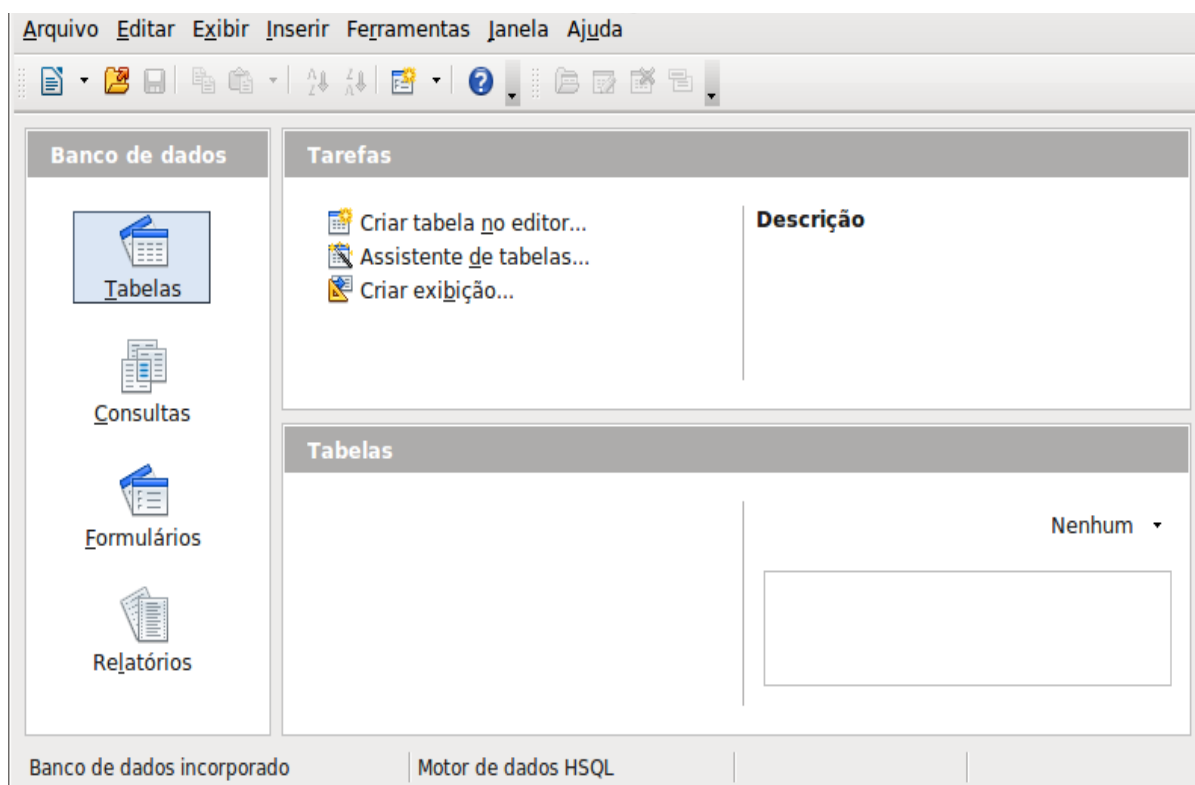 Arquivo Editar Exibir Inserir Ferramentas Janela Ajuda
Banco de dados
Tabelas
Consultas
Formulários
Relatórios
Tarefas
Criar tabela no editor...
Assistente de tabelas...
Criar exibição...
Descrição
Tabelas
Nenhum
Banco de dados incorporado
Motor de dados HSQL